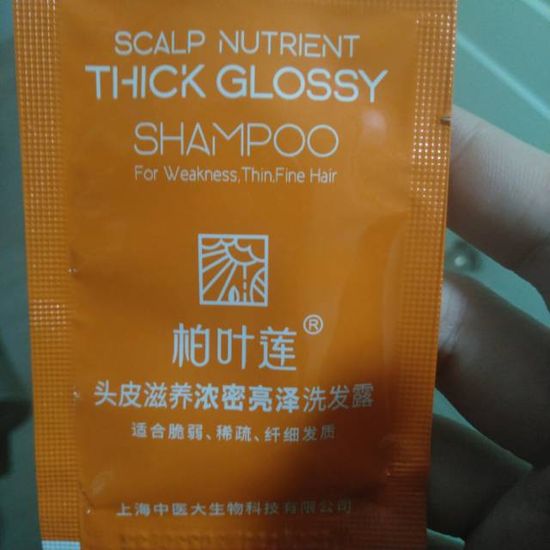 SCALP NUTRIENT
THICK GLOSSY
SHAMPOO
For Weakness,Thin,Fine Hair
柏叶莲®
头皮滋养浓密亮泽洗发露
适合脆弱、稀疏、纤细发质
上海中医大生物科技有限公司